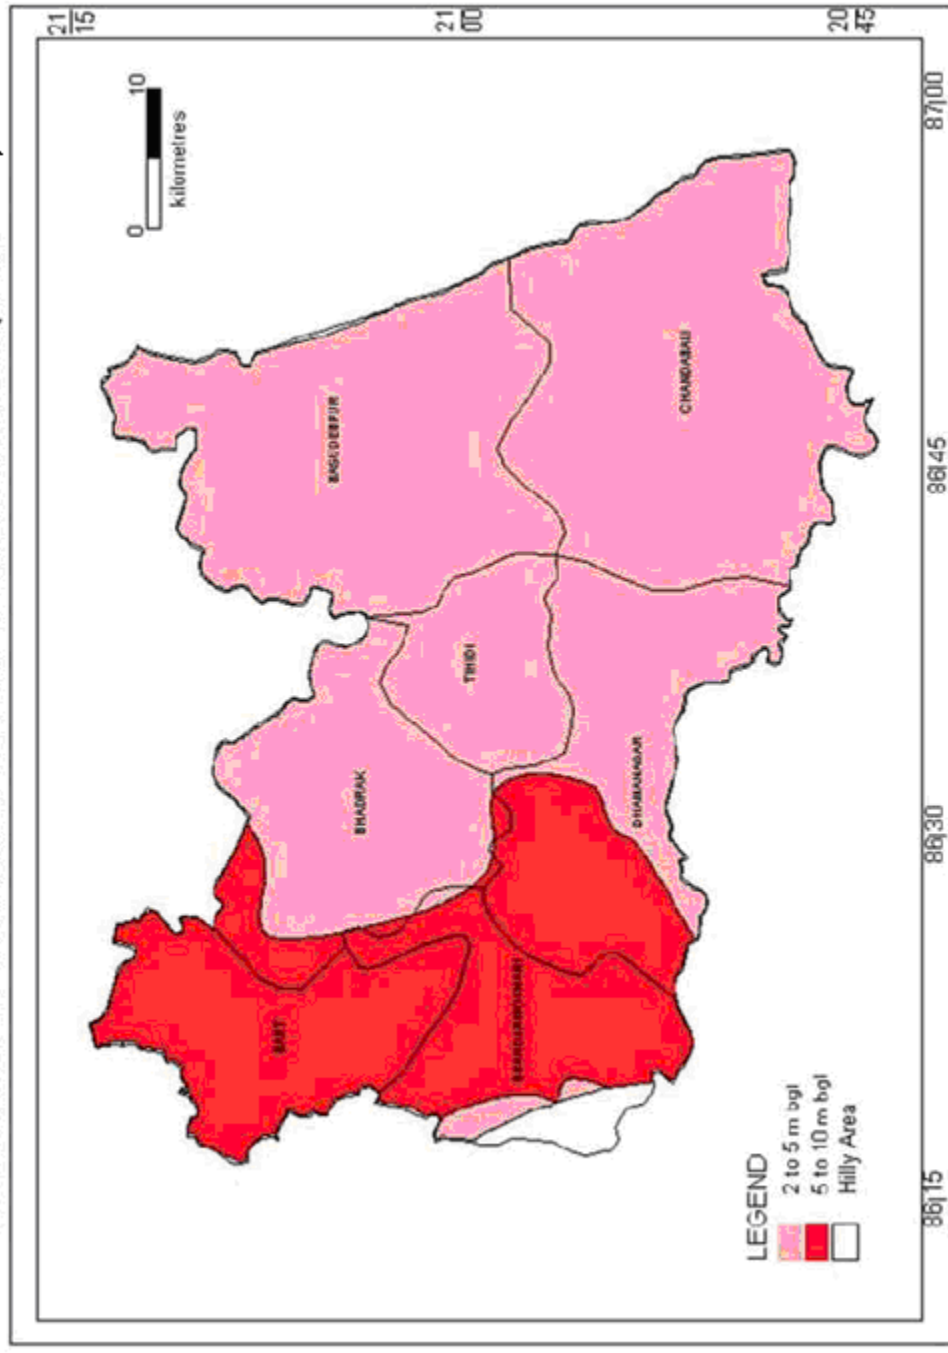 21 15
21 00
20 45
0 10
kilometres
BASUDEBPUR
CHANDABALI
TIHIDI
BHADRAK
DHAMANAGAR
BANT
BHANDARIPOKHARI
LEGEND
2 to 5 m bgl
5 to 10 m bgl
Hilly Area
86 15
86 30
86 45
87 00